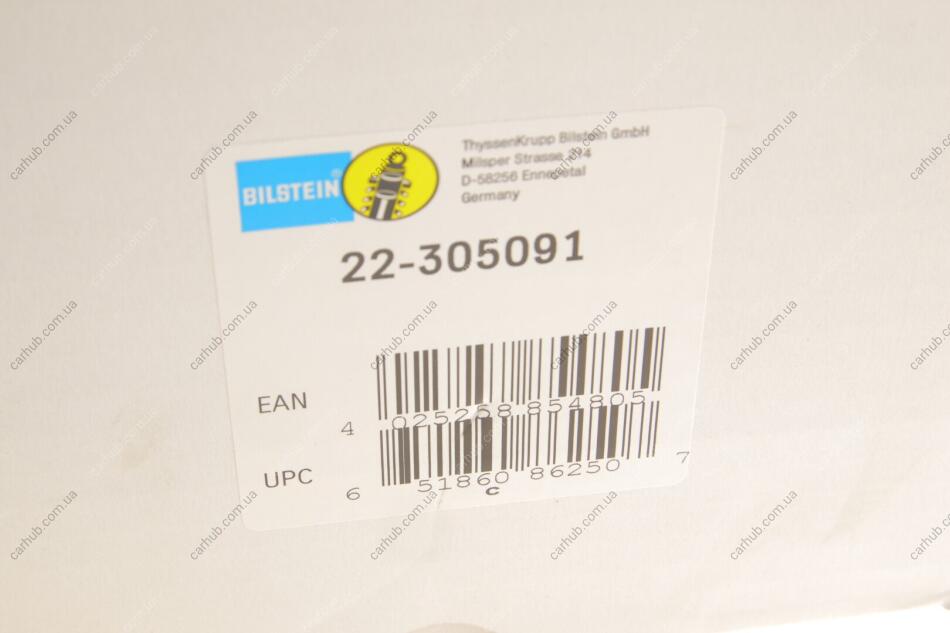 BILSTEIN®
ThyssenKrupp Bilstein GmbH
Milsper Strasse 214
D-58256 Ennepetal
Germany
22-305091
EAN
4 025258 854805
UPC
6 51860 86250 7
C
carhub.com.ua